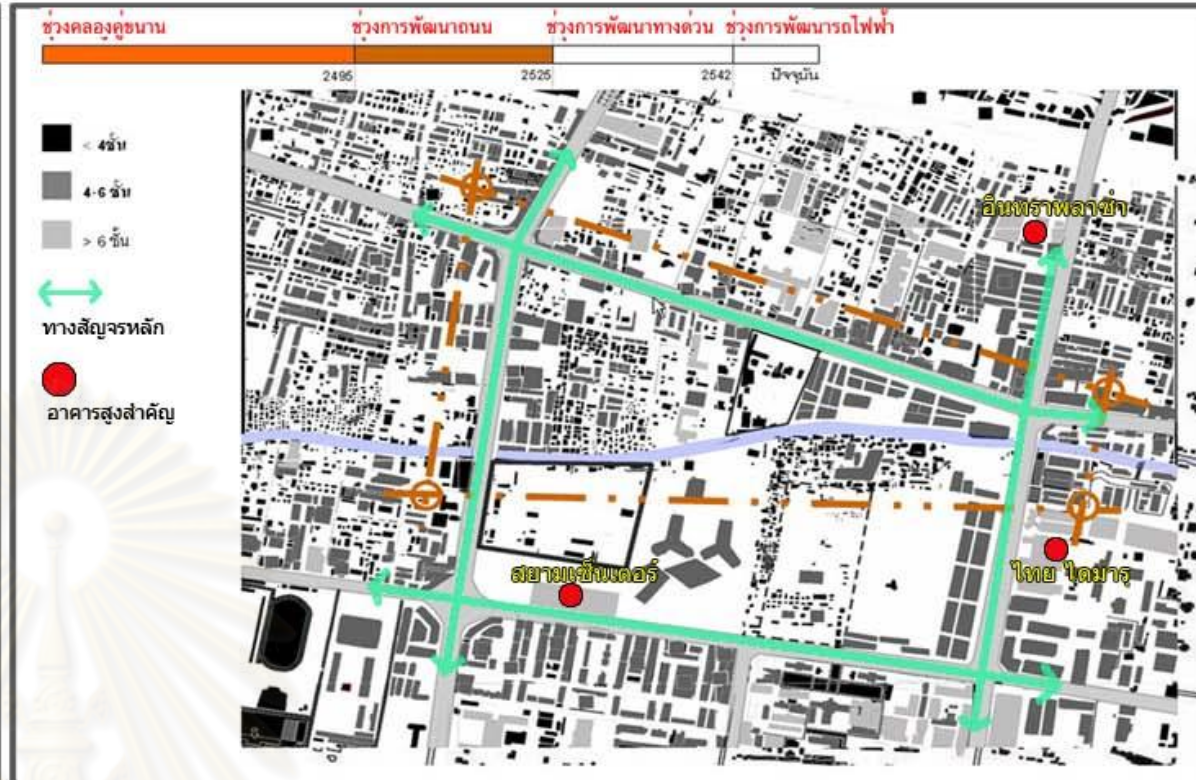 ช่วงคลองคู่ขนาน ช่วงการพัฒนาถนน ช่วงการพัฒนาทางด่วน ช่วงการพัฒนารถไฟฟ้า
2495 2525 2542 ปัจจุบัน
< 4ชั้น
4-6 ชั้น
> 6 ชั้น
ทางสัญจรหลัก
อาคารสูงสำคัญ
อินทราพลาซ่า
สยามเซ็นเตอร์
ไทย ไดมารุ